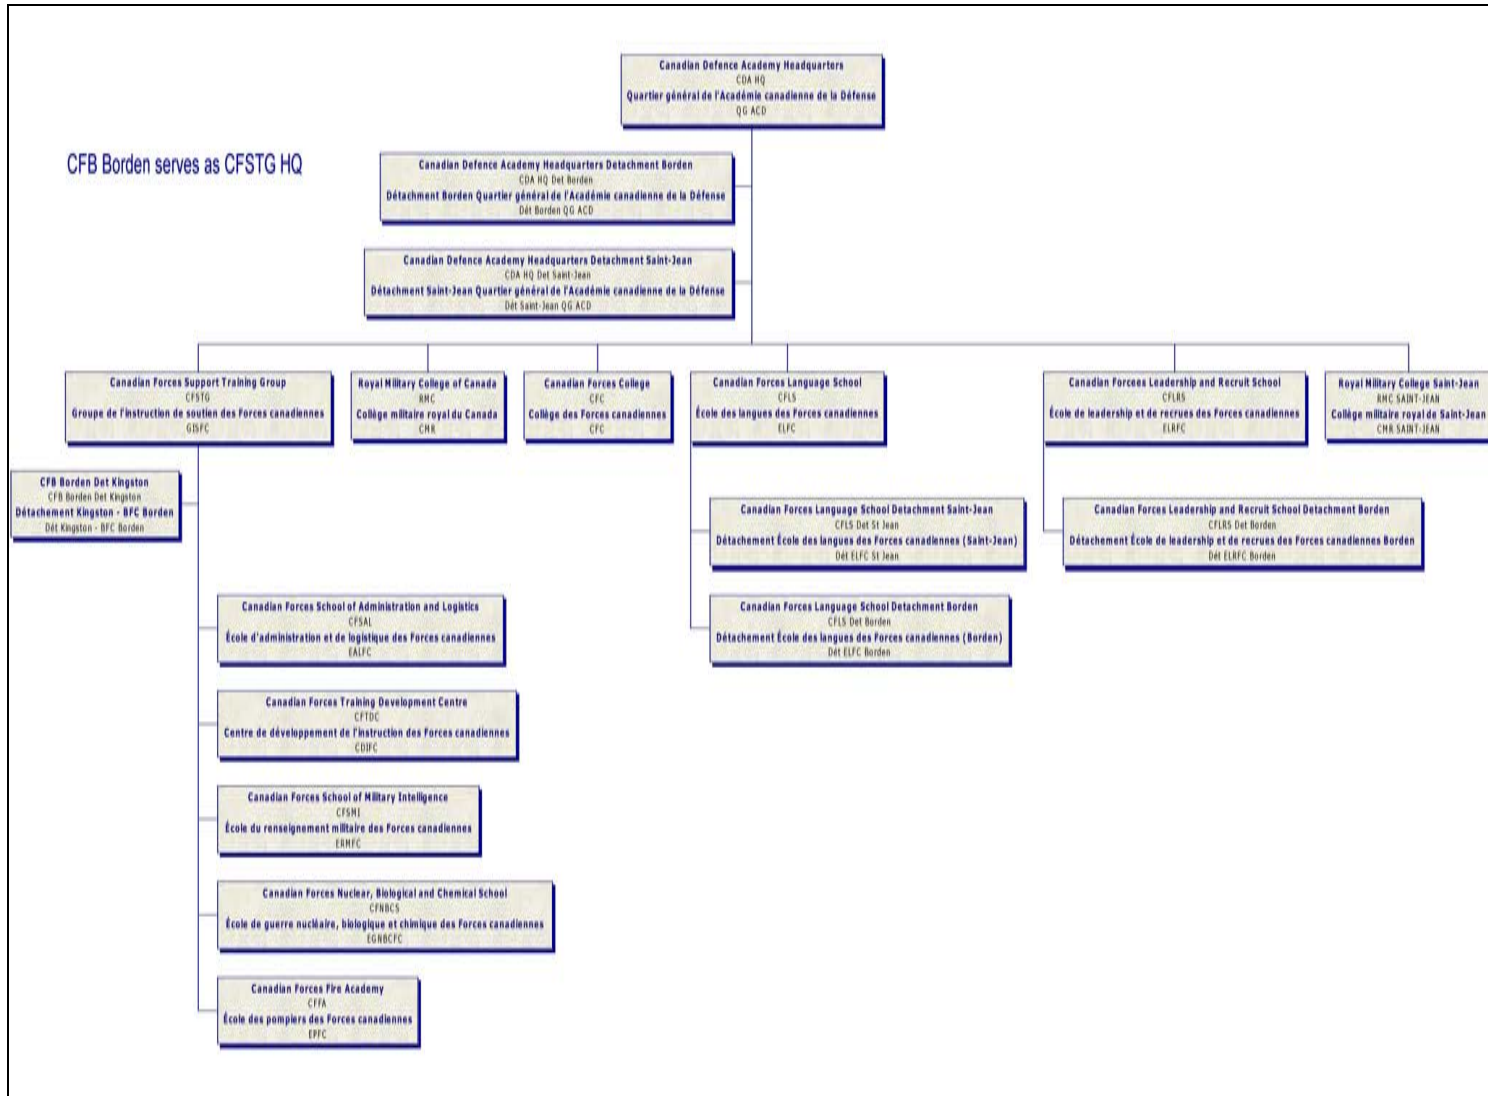 Canadian Defence Academy Headquarters
CDA HQ
Quartier général de l'Académie canadienne de la Défense
QG ACD
CFB Borden serves as CFSTG HQ
Canadian Defence Academy Headquarters Detachment Borden
CDA HQ Det Borden
Détachment Borden Quartier général de l'Académie canadienne de la Défense
Dét Borden QG ACD
Canadian Defence Academy Headquarters Detachment Saint-Jean
CDA HQ Det Saint-Jean
Détachment Saint-Jean Quartier général de l'Académie canadienne de la Défense
Dét Saint-Jean QG ACD
Canadian Forces Support Training Group
CFSTG
Groupe de l'instruction de soutien des Forces canadiennes
GISFC
Royal Military College of Canada
RMC
Collège militaire royal du Canada
CMR
Canadian Forces College
CFC
Collège des Forces canadiennes
CFC
Canadian Forces Language School
CFLS
École des langues des Forces canadiennes
ELFC
Canadian Forcees Leadership and Recruit School
CFLRS
École de leadership et de recrues des Forces canadiennes
ELRFC
Royal Military College Saint-Jean
RMC SAINT-JEAN
Collège militaire royal de Saint-Jean
CMR SAINT-JEAN
CFB Borden Det Kingston
CFB Borden Det Kingston
Détachement Kingston - BFC Borden
Dét Kingston - BFC Borden
Canadian Forces Language School Detachment Saint-Jean
CFLS Det St Jean
Détachement École des langues des Forces canadiennes (Saint-Jean)
Dét ELFC St Jean
Canadian Forces Leadership and Recruit School Detachment Borden
CFLRS Det Borden
Détachement École de leadership et de recrues des Forces canadiennes Borden
Dét ELRFC Borden
Canadian Forces School of Administration and Logistics
CFSAL
École d'administration et de logistique des Forces canadiennes
EALFC
Canadian Forces Language School Detachment Borden
CFLS Det Borden
Détachement École des langues des Forces canadiennes (Borden)
Dét ELFC Borden
Canadian Forces Training Development Centre
CFTDC
Centre de développement de l'instruction des Forces canadiennes
CDIFC
Canadian Forces School of Military Intelligence
CFSMI
École du renseignement militaire des Forces canadiennes
ERMFC
Canadian Forces Nuclear, Biological and Chemical School
CFNBCS
École de guerre nucléaire, biologique et chimique des Forces canadiennes
EGNBCFC
Canadian Forces Fire Academy
CFFA
École des pompiers des Forces canadiennes
EPFC